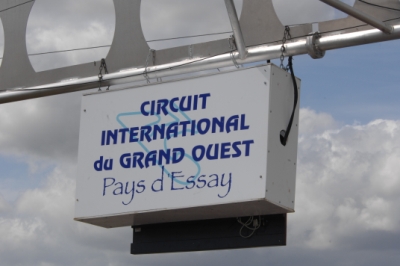 CIRCUIT
INTERNATIONAL
du GRAND OUEST
Pays d'Essay